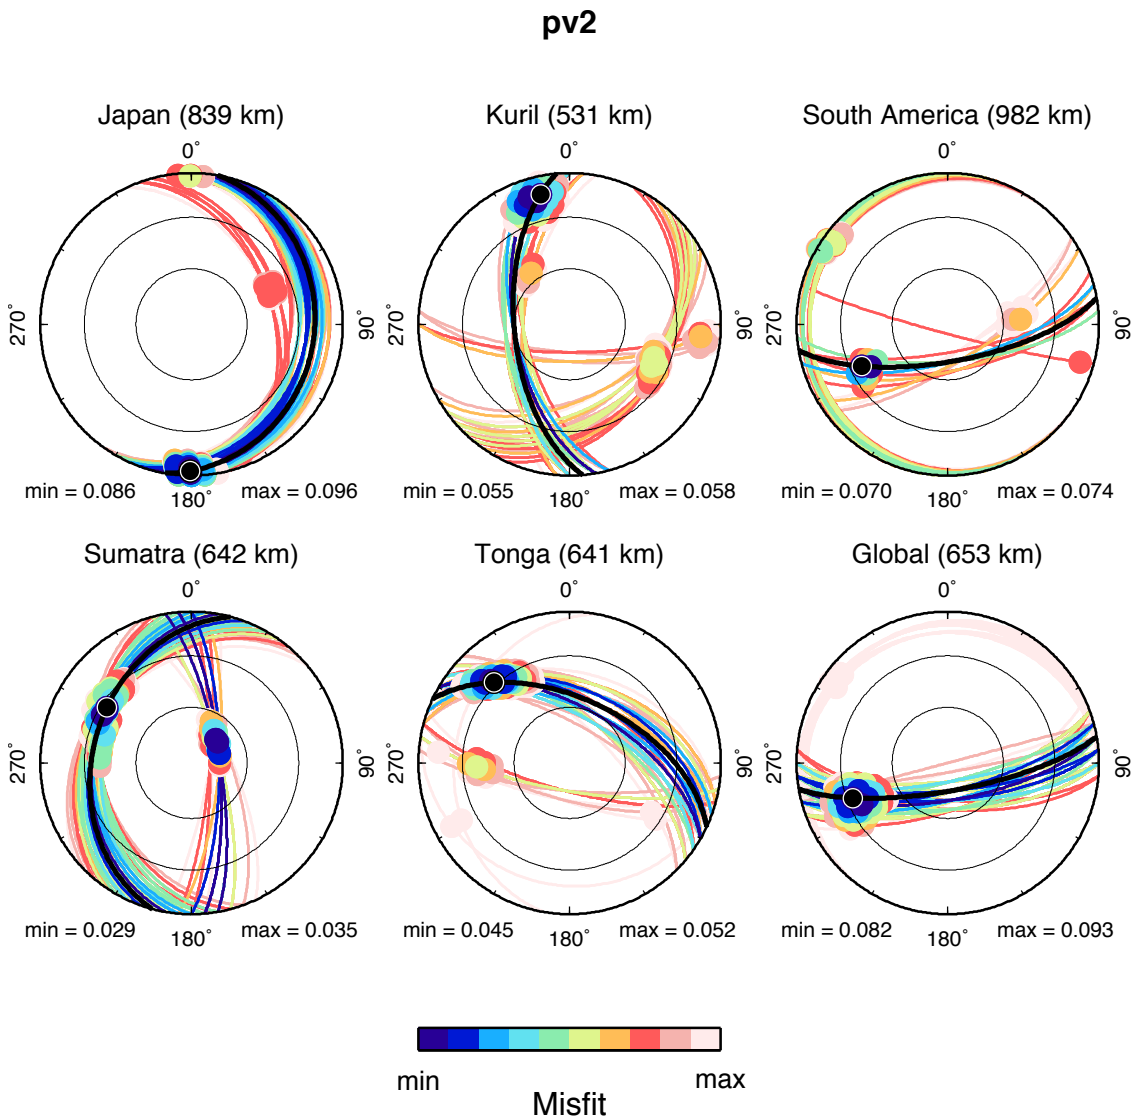 pv2
Japan (839 km)
0°
270°
90°
180°
min = 0.086
max = 0.096
Kuril (531 km)
0°
270°
90°
180°
min = 0.055
max = 0.058
South America (982 km)
0°
270°
90°
180°
min = 0.070
max = 0.074
Sumatra (642 km)
0°
270°
90°
180°
min = 0.029
max = 0.035
Tonga (641 km)
0°
270°
90°
180°
min = 0.045
max = 0.052
Global (653 km)
0°
270°
90°
180°
min = 0.082
max = 0.093
min
max
Misfit